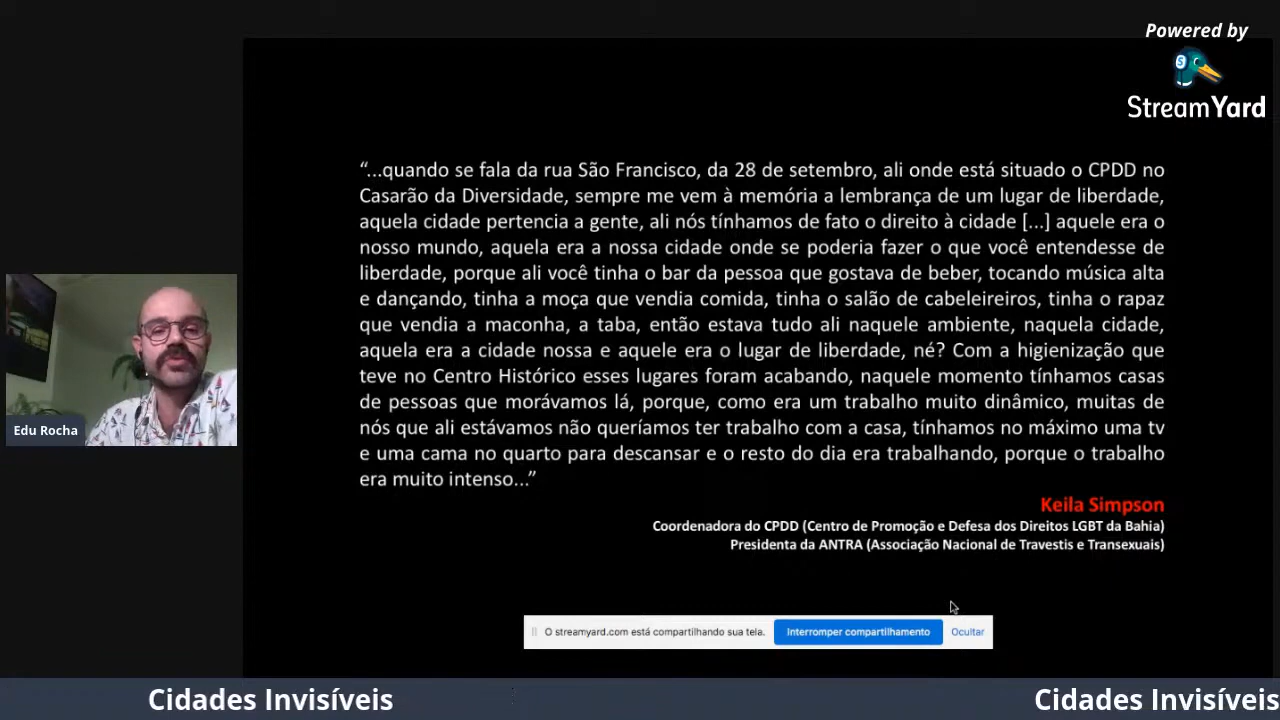 Powered by
StreamYard
“...quando se fala da rua São Francisco, da 28 de setembro, ali onde está situado o CPDD no
Casarão da Diversidade, sempre me vem à memória a lembrança de um lugar de liberdade,
aquela cidade pertencia a gente, ali nós tínhamos de fato o direito à cidade [...] aquele era o
nosso mundo, aquela era a nossa cidade onde se poderia fazer o que você entendesse de
liberdade, porque ali você tinha o bar da pessoa que gostava de beber, tocando música alta
e dançando, tinha a moça que vendia comida, tinha o salão de cabeleireiros, tinha o rapaz
que vendia a maconha, a taba, então estava tudo ali naquele ambiente, naquela cidade,
aquela era a cidade nossa e aquele era o lugar de liberdade, né? Com a higienização que
teve no Centro Histórico esses lugares foram acabando, naquele momento tínhamos casas
de pessoas que morávamos lá, porque, como era um trabalho muito dinâmico, muitas de
nós que ali estávamos não queríamos ter trabalho com a casa, tínhamos no máximo uma tv
e uma cama no quarto para descansar e o resto do dia era trabalhando, porque o trabalho
era muito intenso...”
Keila Simpson
Coordenadora do CPDD (Centro de Promoção e Defesa dos Direitos LGBT da Bahia)
Presidenta da ANTRA (Associação Nacional de Travestis e Transexuais)
Edu Rocha
O streamyard.com está compartilhando sua tela. Interromper compartilhamento Ocultar
Cidades Invisíveis Cidades Invisíveis